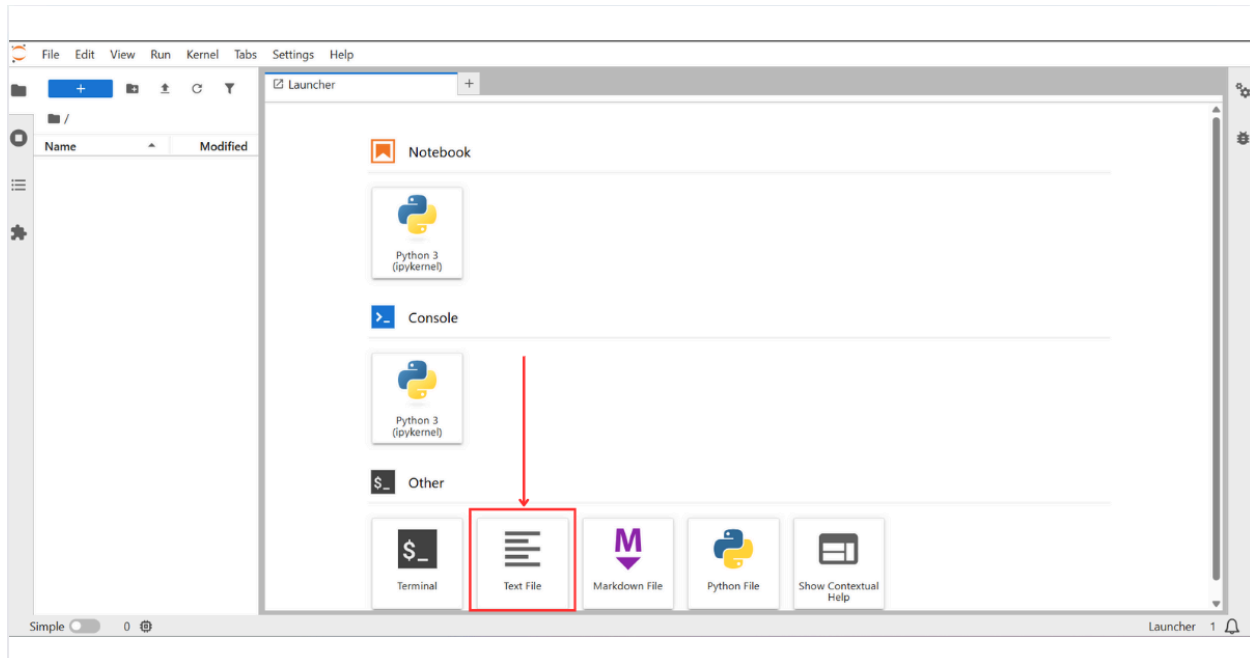 File Edit View Run Kernel Tabs Settings Help
+
Launcher
+
/
Name Modified
Notebook
Python 3
(ipykernel)
>_ Console
Python 3
(ipykernel)
$_ Other
$_
M
Terminal
Text File
Markdown File
Python File
Show Contextual
Help
Simple 0
Launcher 1